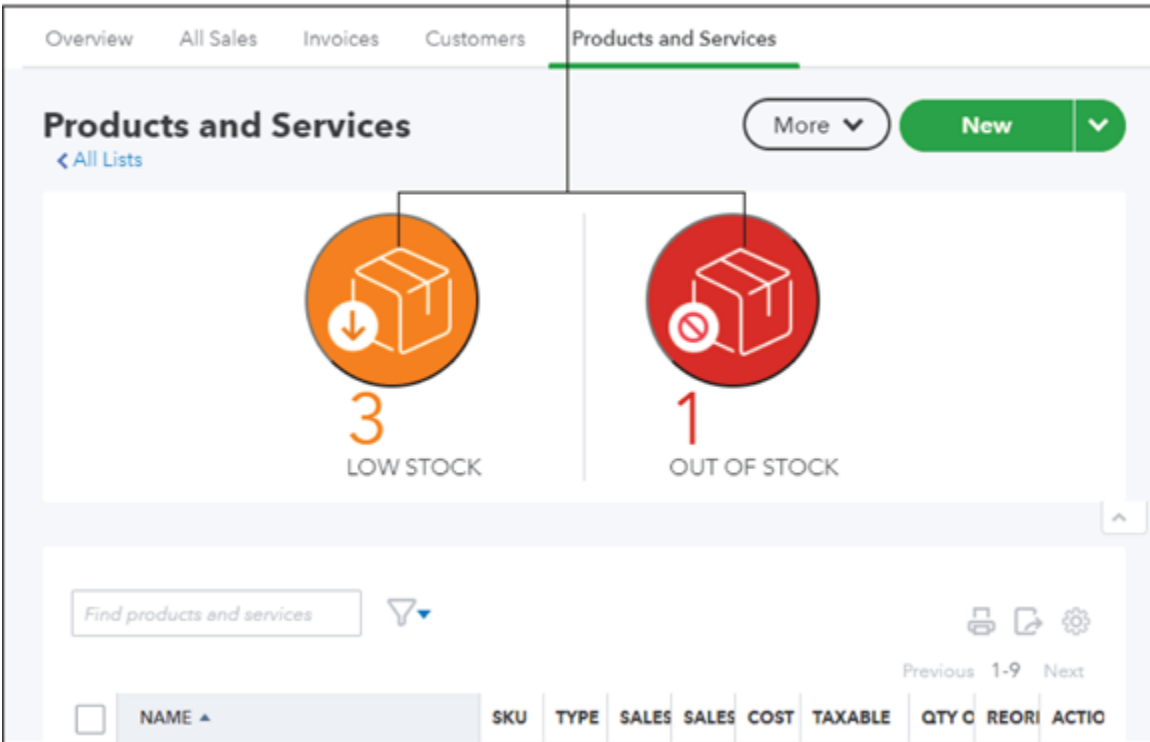 Overview All Sales Invoices Customers Products and Services
Products and Services More New
All Lists
3 1
LOW STOCK OUT OF STOCK
Find products and services
Previous 1-9 Next
NAME SKU TYPE SALES SALES COST TAXABLE QTY O REORI ACTIO